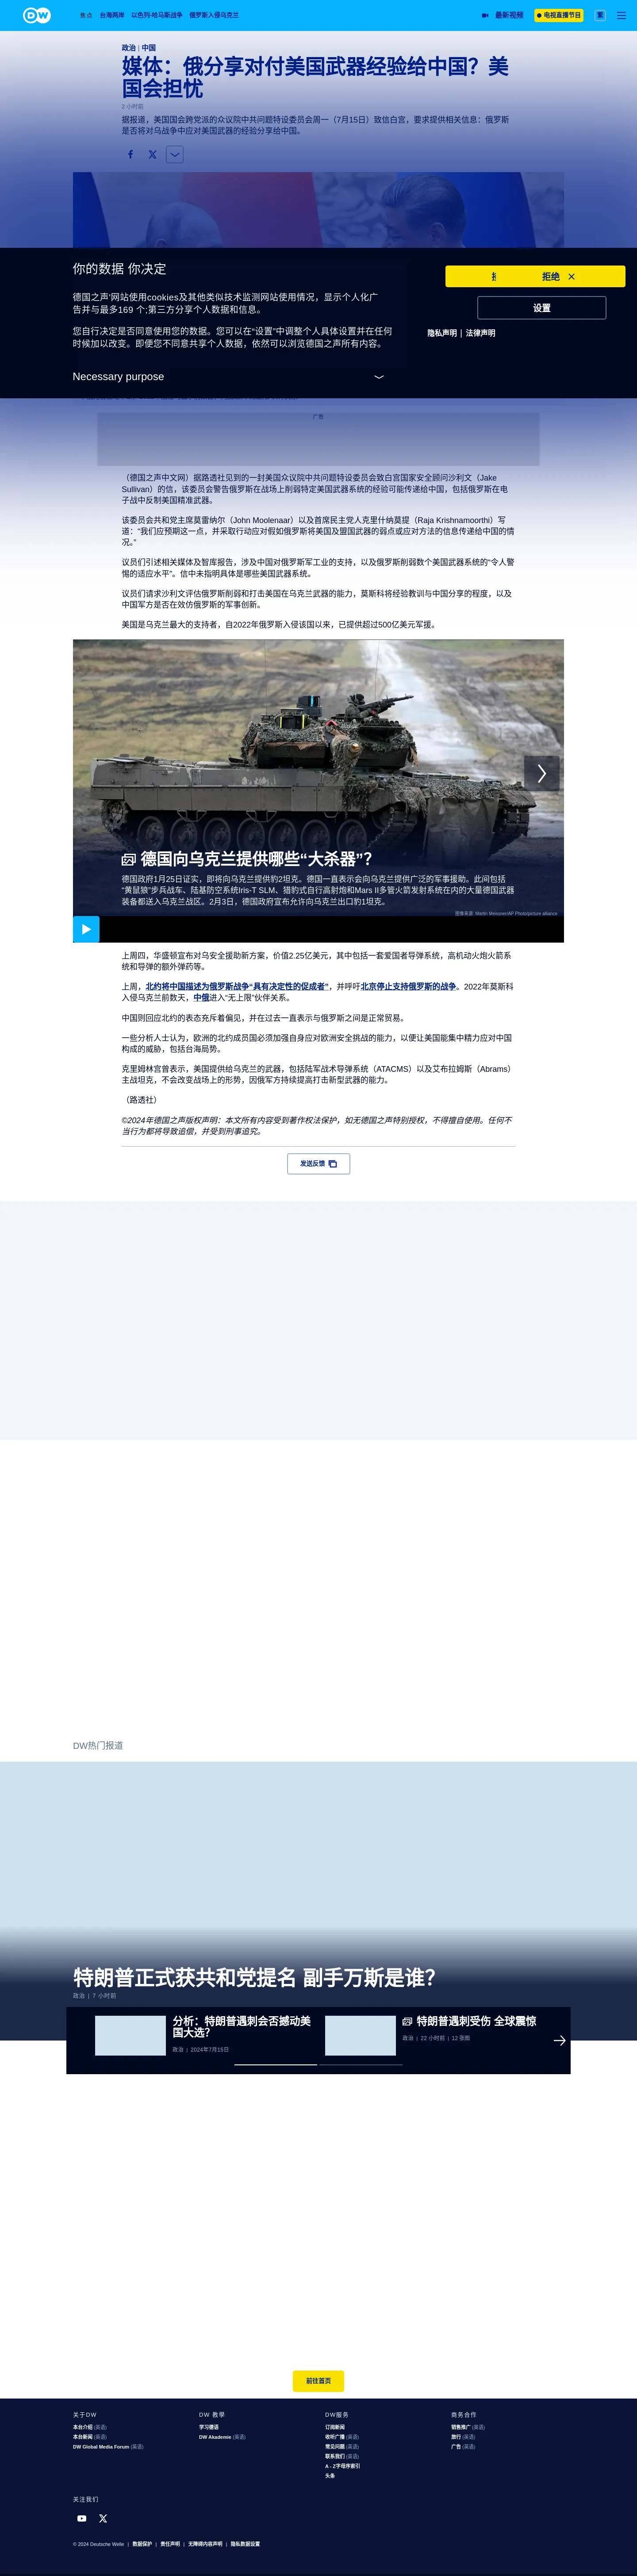 DW
焦点
台海两岸
以色列-哈马斯战争
俄罗斯入侵乌克兰
最新视频
电视直播节目
繁
政治 | 中国
媒体：俄分享对付美国武器经验给中国？美
国会担忧
2 小时前
据报道，美国国会跨党派的众议院中共问题特设委员会周一（7月15日）致信白宫，要求提供相关信息：俄罗斯
是否将对乌战争中应对美国武器的经验分享给中国。
你的数据 你决定
德国之声'网站使用cookies及其他类似技术监测网站使用情况，显示个人化广
告并与最多169 个;第三方分享个人数据和信息。
您自行决定是否同意使用您的数据。您可以在“设置”中调整个人具体设置并在任何
时候加以改变。即便您不同意共享个人数据，依然可以浏览德国之声所有内容。
Necessary purpose
拒绝
设置
隐私声明 | 法律声明
广告
（德国之声中文网）据路透社见到的一封美国众议院中共问题特设委员会致白宫国家安全顾问沙利文（Jake
Sullivan）的信，该委员会警告俄罗斯在战场上削弱特定美国武器系统的经验可能传递给中国，包括俄罗斯在电
子战中反制美国精准武器。
该委员会共和党主席莫雷纳尔（John Moolenaar）以及首席民主党人克里什纳莫提（Raja Krishnamoorthi）写
道：“我们应预期这一点，并采取行动应对假如俄罗斯将美国及盟国武器的弱点或应对方法的信息传递给中国的情
况。”
议员们引述相关媒体及智库报告，涉及中国对俄罗斯军工业的支持，以及俄罗斯削弱数个美国武器系统的“令人警
惕的适应水平”。信中未指明具体是哪些美国武器系统。
议员们请求沙利文评估俄罗斯削弱和打击美国在乌克兰武器的能力，莫斯科将经验教训与中国分享的程度，以及
中国军方是否在效仿俄罗斯的军事创新。
美国是乌克兰最大的支持者，自2022年俄罗斯入侵该国以来，已提供超过500亿美元军援。
德国向乌克兰提供哪些“大杀器”？
德国政府1月25日证实，即将向乌克兰提供豹2坦克。德国一直表示会向乌克兰提供广泛的军事援助。此间包括
“黄鼠狼”步兵战车、陆基防空系统Iris-T SLM、猎豹式自行高射炮和Mars II多管火箭发射系统在内的大量德国武器
装备都送入乌克兰战区。2月3日，德国政府宣布允许向乌克兰出口豹1坦克。
图像来源: Martin Meissner/AP Photo/picture alliance
上周四，华盛顿宣布对乌安全援助新方案，价值2.25亿美元，其中包括一套爱国者导弹系统，高机动火炮火箭系
统和导弹的额外弹药等。
上周，北约将中国描述为俄罗斯战争“具有决定性的促成者”，并呼吁北京停止支持俄罗斯的战争。2022年莫斯科
入侵乌克兰前数天，中俄进入“无上限”伙伴关系。
中国则回应北约的表态充斥着偏见，并在过去一直表示与俄罗斯之间是正常贸易。
一些分析人士认为，欧洲的北约成员国必须加强自身应对欧洲安全挑战的能力，以便让美国能集中精力应对中国
构成的威胁，包括台海局势。
克里姆林宫曾表示，美国提供给乌克兰的武器，包括陆军战术导弹系统（ATACMS）以及艾布拉姆斯（Abrams）
主战坦克，不会改变战场上的形势，因俄军方持续提高打击新型武器的能力。
（路透社）
©2024年德国之声版权声明：本文所有内容受到著作权法保护，如无德国之声特别授权，不得擅自使用。任何不
当行为都将导致追偿，并受到刑事追究。
发送反馈
DW热门报道
特朗普正式获共和党提名 副手万斯是谁？
政治 | 7 小时前
分析：特朗普遇刺会否撼动美
国大选？
政治 | 2024年7月15日
特朗普遇刺受伤 全球震惊
政治 | 22 小时前 | 12 张图
前往首页
关于DW
本台介绍 (英语)
本台新闻 (英语)
DW Global Media Forum (英语)
DW 教學
学习德语
DW Akademie (英语)
DW服务
订阅新闻
收听广播 (英语)
常见问题 (英语)
联系我们 (英语)
A - Z字母序索引
头条
商务合作
销售推广 (英语)
旅行 (英语)
广告 (英语)
关注我们
© 2024 Deutsche Welle | 数据保护 | 责任声明 | 无障碍内容声明 | 隐私数据设置